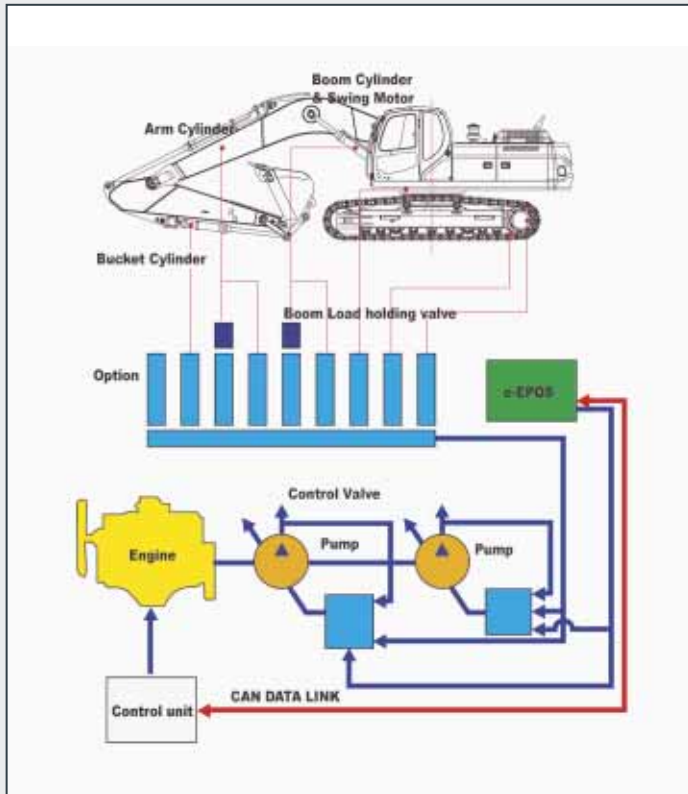 Boom Cylinder
& Swing Motor
Arm Cylinder
Bucket Cylinder
Boom Load holding valve
Option
e-EPOS
Control Valve
Engine
Pump
Pump
CAN DATA LINK
Control unit